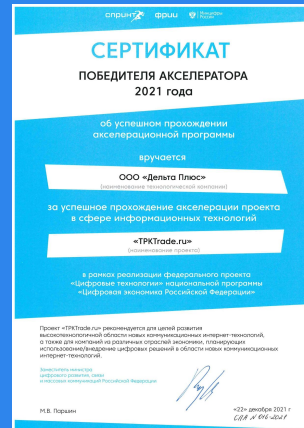 спринт фрии Минцифры России
СЕРТИФИКАТ
ПОБЕДИТЕЛЯ АКСЕЛЕРАТОРА
2021 года
об успешном прохождении
акселерационной программы
вручается
ООО «Дельта Плюс»
(наименование технологической компании)
за успешное прохождение акселерации проекта
в сфере информационных технологий
«TPKTrade.ru»
(наименование проекта)
в рамках реализации федерального проекта
«Цифровые технологии» национальной программы
«Цифровая экономика Российской Федерации»
Проект «TPKTrade.ru» рекомендуется для целей развития
высокотехнологичной области новых коммуникационных интернет-технологий,
а также для компаний из различных отраслей экономики, планирующих
использование/внедрение цифровых решений в области новых коммуникационных
интернет-технологий.
Заместитель министра
цифрового развития, связи
и массовых коммуникаций Российской Федерации
М.В. Паршин
«22» декабря 2021 г